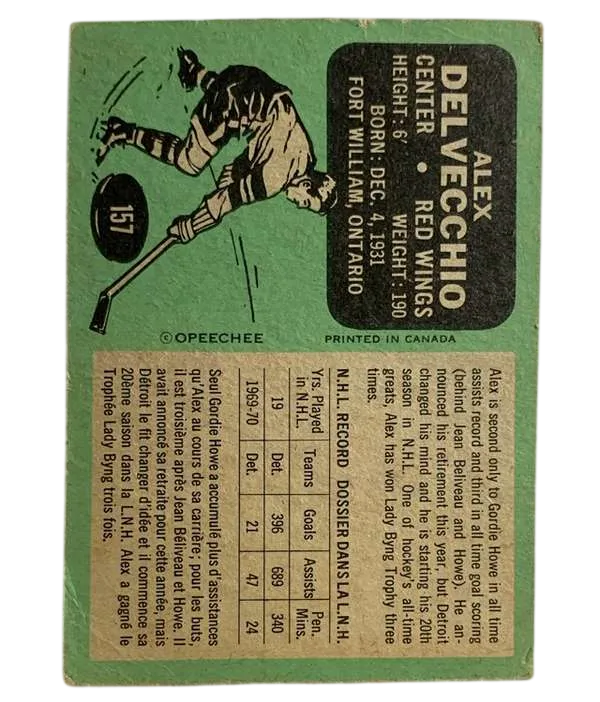 ALEX
DELVECCHIO
CENTER • RED WINGS
HEIGHT: 6' WEIGHT: 190
BORN: DEC. 4, 1931
FORT WILLIAM, ONTARIO
157
© OPEECHEE
PRINTED IN CANADA
Alex is second only to Gordie Howe in all time
assists record and third in all time goal scoring
(behind Jean Beliveau and Howe). He an-
nounced his retirement this year, but Detroit
changed his mind and he is starting his 20th
season in N.H.L. One of hockey's all-time
greats, Alex has won Lady Byng Trophy three
times.
N.H.L. RECORD DOSSIER DANS LA L.N.H.
Yrs. Played Teams Goals Assists Pen.
in N.H.L. Mins.
19 Det. 396 689 340
1969-70 Det. 21 47 24
Seul Gordie Howe a accumulé plus d'assistances
qu'Alex au cours de sa carrière; pour les buts,
il est troisième après Jean Béliveau et Howe. Il
avait annoncé sa retraite pour cette année, mais
Détroit le fit changer d'idée et il commence sa
20ème saison dans la L.N.H. Alex a gagné le
Trophée Lady Byng trois fois.